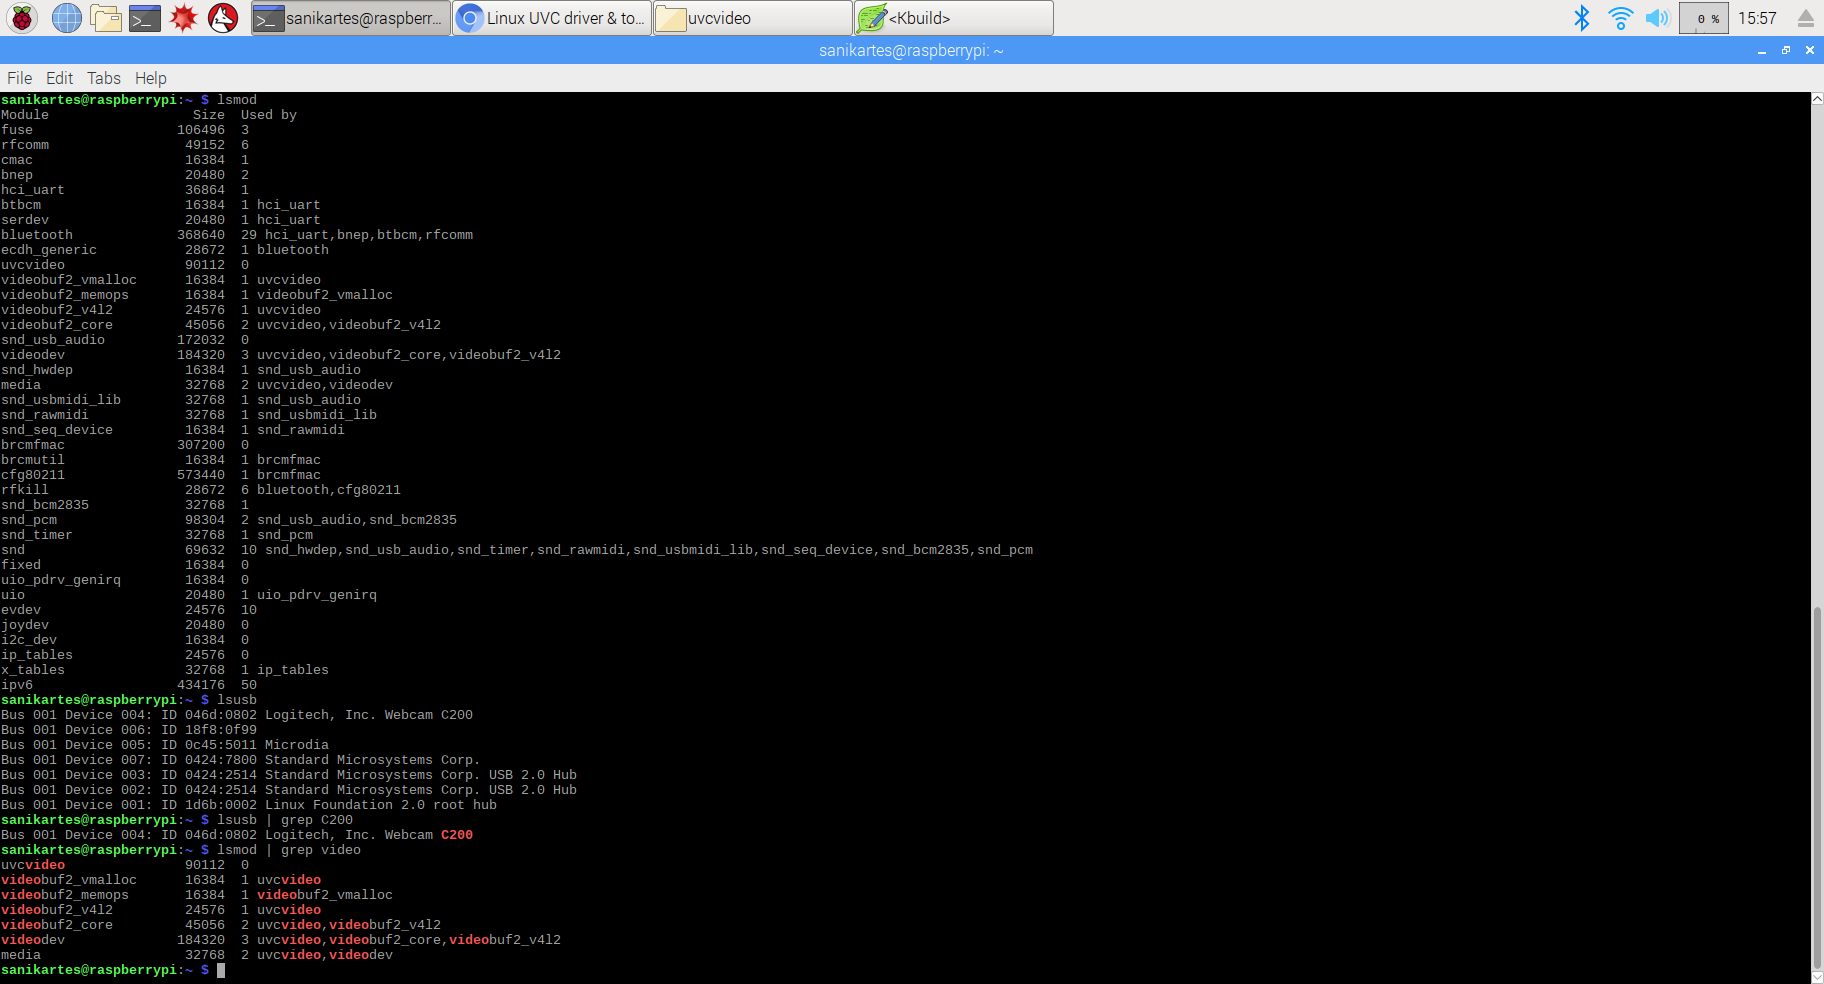 sanikartes@raspberr... Linux UVC driver & to... uvcvideo <Kbuild> 0 % 15:57
sanikartes@raspberrypi: ~
File Edit Tabs Help
sanikartes@raspberrypi:~ $ lsmod
Module                  Size  Used by
fuse                  106496  3
rfcomm                 49152  6
cmac                   16384  1
bnep                   20480  2
hci_uart               36864  1
btbcm                  16384  1 hci_uart
serdev                 20480  1 hci_uart
bluetooth             368640  29 hci_uart,bnep,btbcm,rfcomm
ecdh_generic           28672  1 bluetooth
uvcvideo               90112  0
videobuf2_vmalloc      16384  1 uvcvideo
videobuf2_memops       16384  1 videobuf2_vmalloc
videobuf2_v4l2         24576  1 uvcvideo
videobuf2_core         45056  2 uvcvideo,videobuf2_v4l2
snd_usb_audio         172032  0
videodev              184320  3 uvcvideo,videobuf2_core,videobuf2_v4l2
snd_hwdep              16384  1 snd_usb_audio
media                  32768  2 uvcvideo,videodev
snd_usbmidi_lib        32768  1 snd_usb_audio
snd_rawmidi            32768  1 snd_usbmidi_lib
snd_seq_device         16384  1 snd_rawmidi
brcmfmac              307200  0
brcmutil               16384  1 brcmfmac
cfg80211              573440  1 brcmfmac
rfkill                 28672  6 bluetooth,cfg80211
snd_bcm2835            32768  1
snd_pcm                98304  2 snd_usb_audio,snd_bcm2835
snd_timer              32768  1 snd_pcm
snd                    69632  10 snd_hwdep,snd_usb_audio,snd_timer,snd_rawmidi,snd_usbmidi_lib,snd_seq_device,snd_bcm2835,snd_pcm
fixed                  16384  0
uio_pdrv_genirq        16384  0
uio                    20480  1 uio_pdrv_genirq
evdev                  24576  10
joydev                 20480  0
i2c_dev                16384  0
ip_tables              24576  0
x_tables               32768  1 ip_tables
ipv6                  434176  50
sanikartes@raspberrypi:~ $ lsusb
Bus 001 Device 004: ID 046d:0802 Logitech, Inc. Webcam C200
Bus 001 Device 006: ID 18f8:0f99
Bus 001 Device 005: ID 0c45:5011 Microdia
Bus 001 Device 007: ID 0424:7800 Standard Microsystems Corp.
Bus 001 Device 003: ID 0424:2514 Standard Microsystems Corp. USB 2.0 Hub
Bus 001 Device 002: ID 0424:2514 Standard Microsystems Corp. USB 2.0 Hub
Bus 001 Device 001: ID 1d6b:0002 Linux Foundation 2.0 root hub
sanikartes@raspberrypi:~ $ lsusb | grep C200
Bus 001 Device 004: ID 046d:0802 Logitech, Inc. Webcam C200
sanikartes@raspberrypi:~ $ lsmod | grep video
uvcvideo               90112  0
videobuf2_vmalloc      16384  1 uvcvideo
videobuf2_memops       16384  1 videobuf2_vmalloc
videobuf2_v4l2         24576  1 uvcvideo
videobuf2_core         45056  2 uvcvideo,videobuf2_v4l2
videodev              184320  3 uvcvideo,videobuf2_core,videobuf2_v4l2
media                  32768  2 uvcvideo,videodev
sanikartes@raspberrypi:~ $